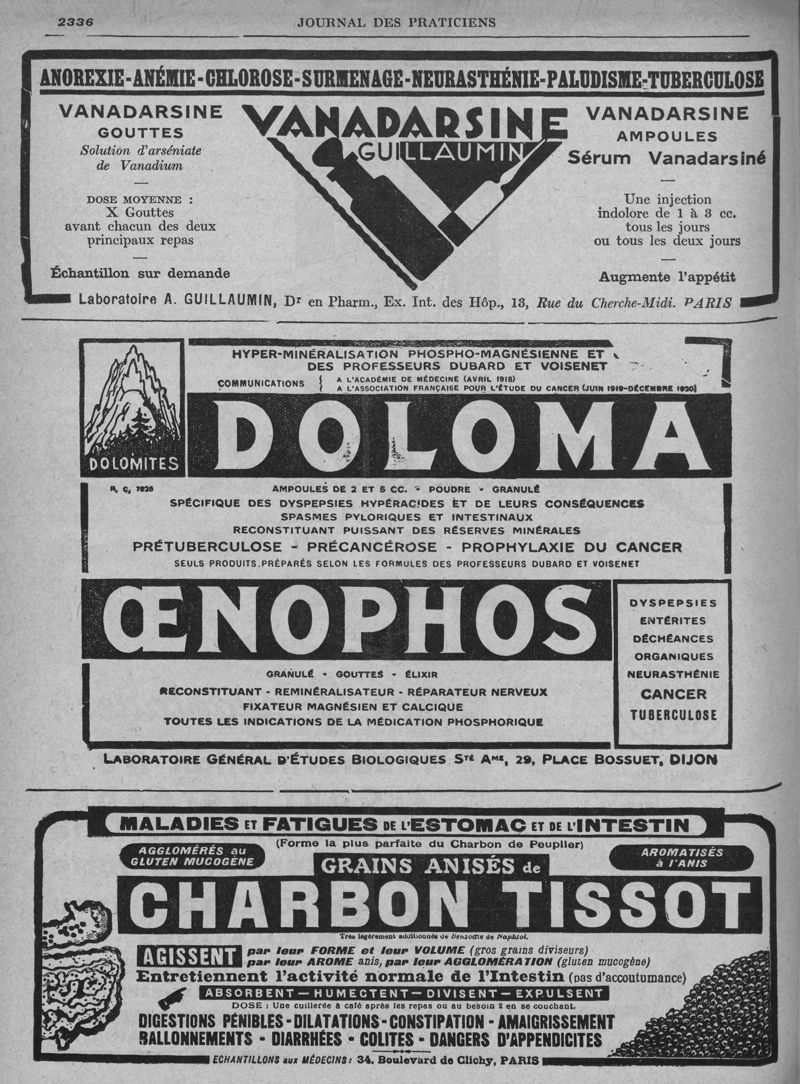 2336
JOURNAL DES PRATICIENS
ANOREXIE-ANÉMIE-CHLOROSE-SURMENAGE-NEURASTHÉNIE-PALUDISME-TUBERCULOSE
VANADARSINE
GOUTTES
Solution d'arséniate
de Vanadium
DOSE MOYENNE :
X Gouttes
avant chacun des deux
principaux repas
Échantillon sur demande
VANADARSINE
GUILLAUMIN
VANADARSINE
AMPOULES
Sérum Vanadarsiné
Une injection
indolore de 1 à 3 cc.
tous les jours
ou tous les deux jours
Augmente l'appétit
Laboratoire A. GUILLAUMIN, Dr en Pharm., Ex. Int. des Hôp., 13, Rue du Cherche-Midi. PARIS
DOLOMITES
HYPER-MINÉRALISATION PHOSPHO-MAGNÉSIENNE ET
DES PROFESSEURS DUBARD ET VOISENET
COMMUNICATIONS { A L'ACADÉMIE DE MÉDECINE (AVRIL 1918)
A L'ASSOCIATION FRANÇAISE POUR L'ÉTUDE DU CANCER (JUIN 1919-DÉCEMBRE 1920)
DOLOMA
R. C. 7825
AMPOULES DE 2 ET 5 CC. - POUDRE - GRANULÉ
SPÉCIFIQUE DES DYSPEPSIES HYPÉRACIDES ET DE LEURS CONSÉQUENCES
SPASMES PYLORIQUES ET INTESTINAUX
RECONSTITUANT PUISSANT DES RÉSERVES MINÉRALES
PRÉTUBERCULOSE - PRÉCANCÉROSE - PROPHYLAXIE DU CANCER
SEULS PRODUITS.PRÉPARÉS SELON LES FORMULES DES PROFESSEURS DUBARD ET VOISENET
ŒNOPHOS
GRANULÉ - GOUTTES - ÉLIXIR
RECONSTITUANT - REMINÉRALISATEUR - RÉPARATEUR NERVEUX
FIXATEUR MAGNÉSIEN ET CALCIQUE
TOUTES LES INDICATIONS DE LA MÉDICATION PHOSPHORIQUE
DYSPEPSIES
ENTÉRITES
DÉCHÉANCES
ORGANIQUES
NEURASTHÉNIE
CANCER
TUBERCULOSE
LABORATOIRE GÉNÉRAL D'ÉTUDES BIOLOGIQUES STÉ AME, 29, PLACE BOSSUET, DIJON
MALADIES ET FATIGUES DE L'ESTOMAC ET DE L'INTESTIN
(Forme la plus parfaite du Charbon de Peuplier)
AGGLOMÉRÉS au
GLUTEN MUCOGÈNE
GRAINS ANISÉS de
AROMATISÉS
à l'ANIS
CHARBON TISSOT
Très légèrement additionnés de Benzoate de Naphtol.
AGISSENT
par leur FORME et leur VOLUME (gros grains diviseurs)
par leur AROME anis, par leur AGGLOMÉRATION (gluten mucogène)
Entretiennent l'activité normale de l'Intestin (pas d'accoutumance)
ABSORBENT — HUMECTENT — DIVISENT — EXPULSENT
DOSE : Une cuillerée à café après les repas ou au besoin 1 en se couchant.
DIGESTIONS PÉNIBLES - DILATATIONS - CONSTIPATION - AMAIGRISSEMENT
BALLONNEMENTS - DIARRHÉES - COLITES - DANGERS D'APPENDICITES
ECHANTILLONS aux MÉDECINS : 34. Boulevard de Clichy, PARIS